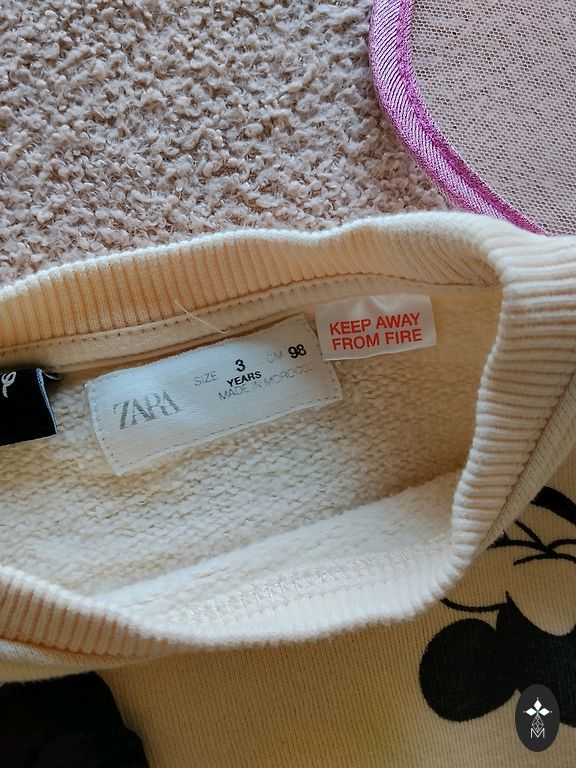 KEEP AWAY
FROM FIRE
ZARA
SIZE 3 CM 98
YEARS
MADE IN MOROCCO
M